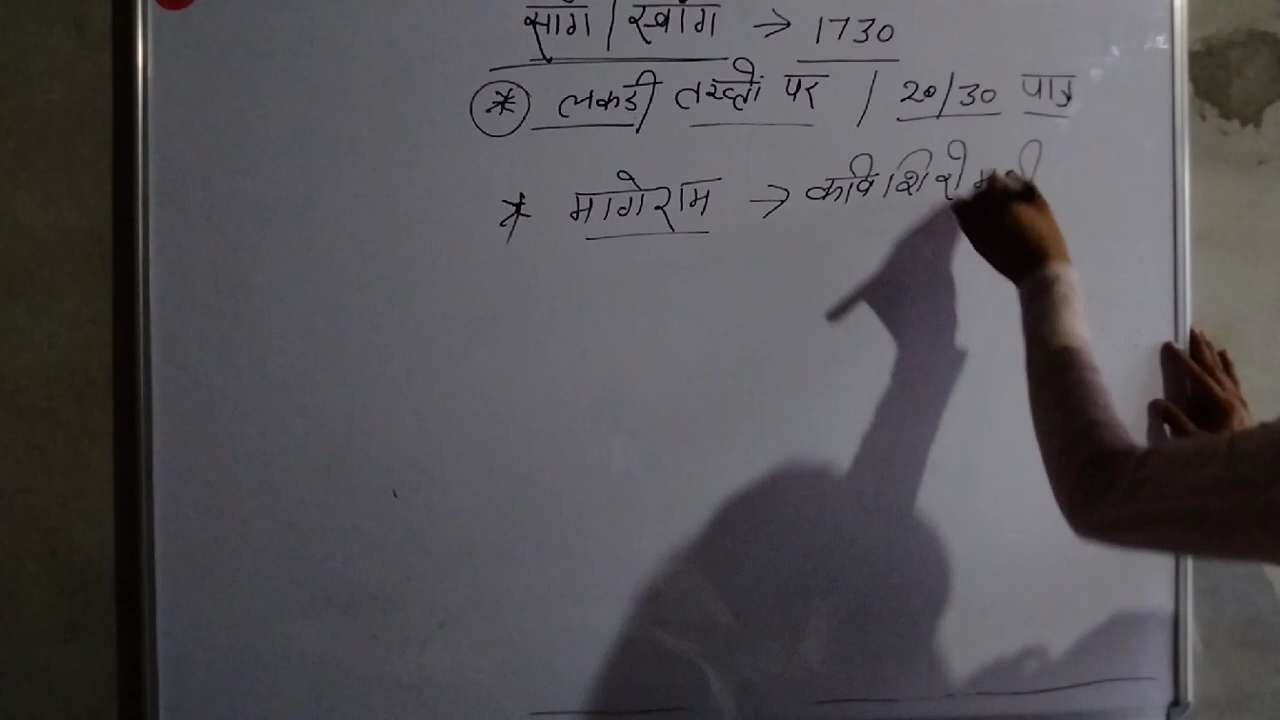 सांग / स्वांग → 1730
* लकडी तख्तों पर / 20/30 पात्र
* मागेराम → कवि शिरोमणी